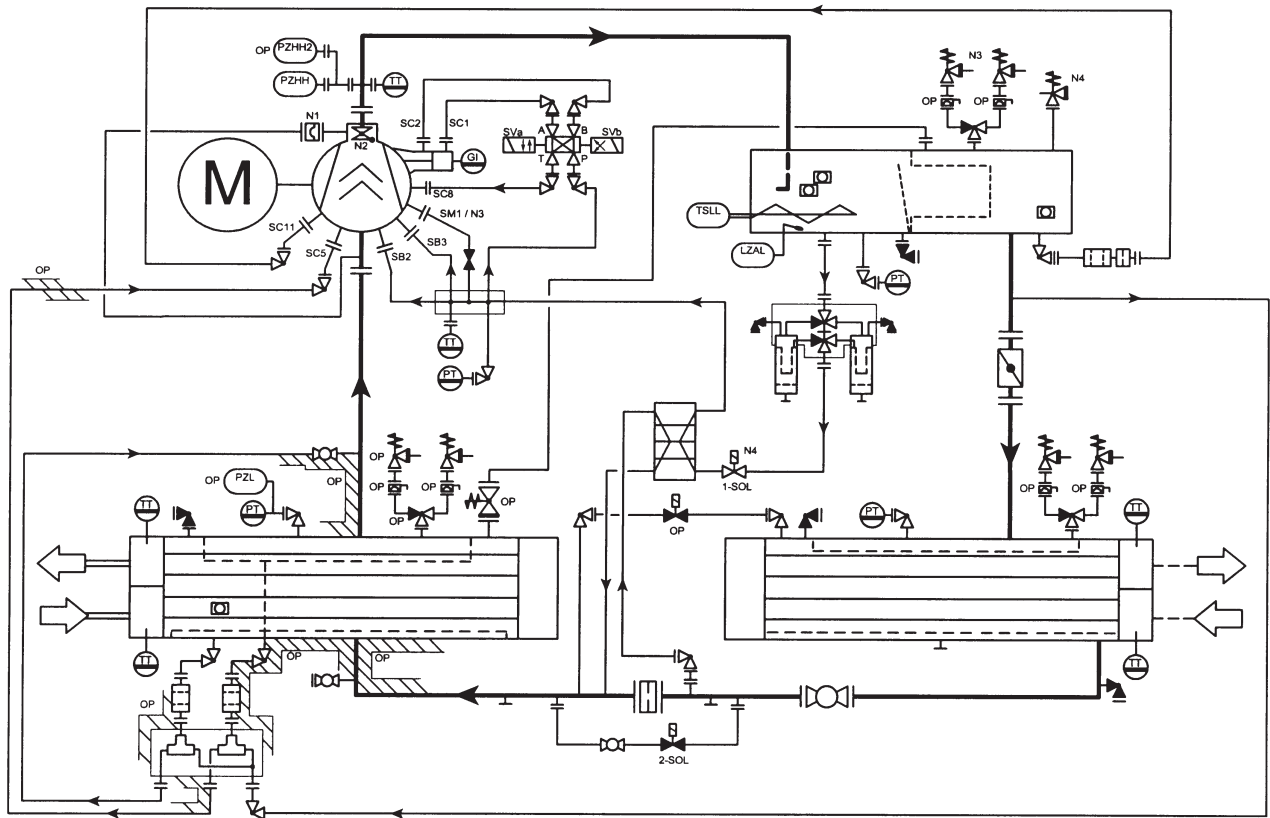 OP
PZHH2
PZHH
TT
N1
N2
M
SC2
SC1
SVa
A
B
SVb
T
P
GI
SC8
SM1 / N3
SC11
SC5
SB3
SB2
OP
TT
PT
N3
N4
OP
OP
TSLL
LZAL
PT
N4
1-SOL
OP
PZL
OP
PT
TT
OP
OP
OP
OP
OP
OP
PT
OP
OP
TT
TT
OP
OP
OP
TT
2-SOL